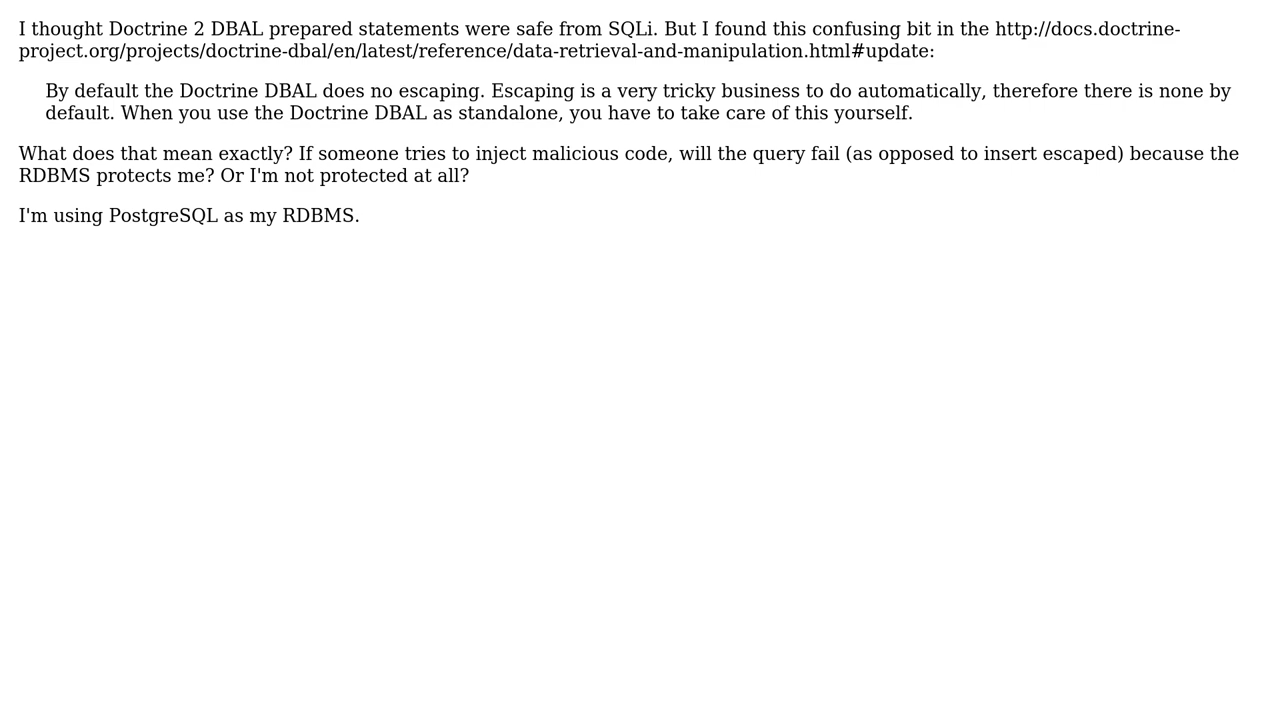 I thought Doctrine 2 DBAL prepared statements were safe from SQLi. But I found this confusing bit in the http://docs.doctrine-
project.org/projects/doctrine-dbal/en/latest/reference/data-retrieval-and-manipulation.html#update:
By default the Doctrine DBAL does no escaping. Escaping is a very tricky business to do automatically, therefore there is none by
default. When you use the Doctrine DBAL as standalone, you have to take care of this yourself.
What does that mean exactly? If someone tries to inject malicious code, will the query fail (as opposed to insert escaped) because the
RDBMS protects me? Or I'm not protected at all?
I'm using PostgreSQL as my RDBMS.